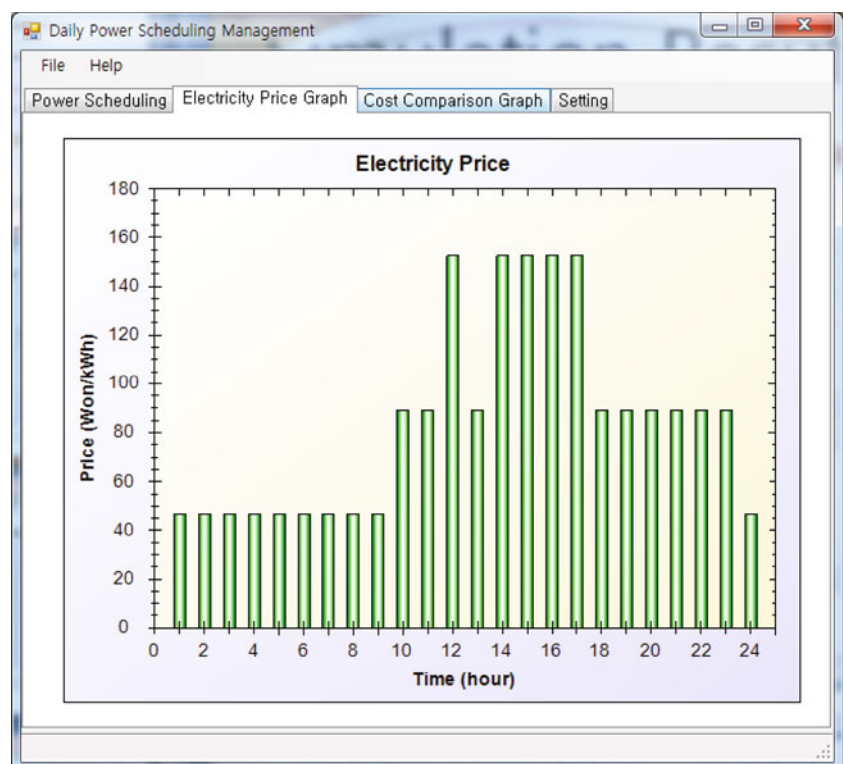 Daily Power Scheduling Management
File Help
Power Scheduling Electricity Price Graph Cost Comparison Graph Setting
Electricity Price
180
160
140
120
100
80
60
40
20
0
Price (Won/kWh)
0 2 4 6 8 10 12 14 16 18 20 22 24
Time (hour)